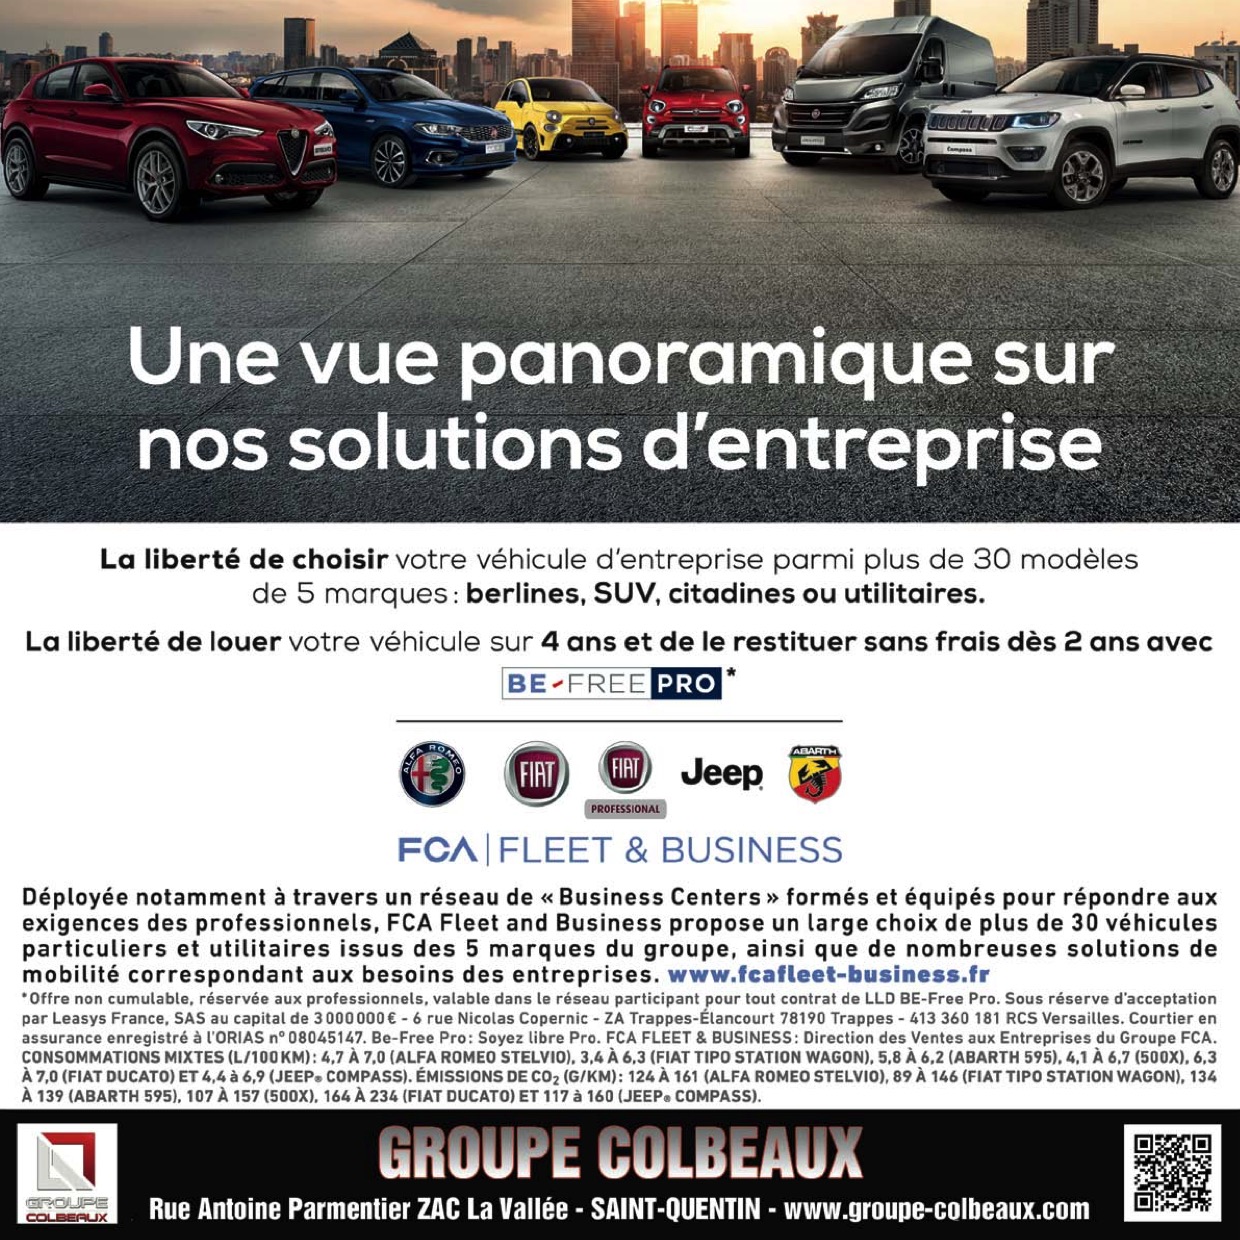 Une vue panoramique sur
nos solutions d'entreprise
La liberté de choisir votre véhicule d'entreprise parmi plus de 30 modèles
de 5 marques : berlines, SUV, citadines ou utilitaires.
La liberté de louer votre véhicule sur 4 ans et de le restituer sans frais dès 2 ans avec
BE-FREE PRO*
ALFA ROMEO
FIAT
FIAT
PROFESSIONAL
Jeep
ABARTH
FCA | FLEET & BUSINESS
Déployée notamment à travers un réseau de « Business Centers » formés et équipés pour répondre aux
exigences des professionnels, FCA Fleet and Business propose un large choix de plus de 30 véhicules
particuliers et utilitaires issus des 5 marques du groupe, ainsi que de nombreuses solutions de
mobilité correspondant aux besoins des entreprises. www.fcafleet-business.fr
*Offre non cumulable, réservée aux professionnels, valable dans le réseau participant pour tout contrat de LLD BE-Free Pro. Sous réserve d'acceptation
par Leasys France, SAS au capital de 3 000 000 € - 6 rue Nicolas Copernic - ZA Trappes-Élancourt 78190 Trappes - 413 360 181 RCS Versailles. Courtier en
assurance enregistré à l'ORIAS n° 08045147. Be-Free Pro : Soyez libre Pro. FCA FLEET & BUSINESS : Direction des Ventes aux Entreprises du Groupe FCA.
CONSOMMATIONS MIXTES (L/100 KM) : 4,7 À 7,0 (ALFA ROMEO STELVIO), 3,4 À 6,3 (FIAT TIPO STATION WAGON), 5,8 À 6,2 (ABARTH 595), 4,1 À 6,7 (500X), 6,3
À 7,0 (FIAT DUCATO) ET 4,4 à 6,9 (JEEP® COMPASS). ÉMISSIONS DE CO₂ (G/KM) : 124 À 161 (ALFA ROMEO STELVIO), 89 À 146 (FIAT TIPO STATION WAGON), 134
À 139 (ABARTH 595), 107 À 157 (500X), 164 À 234 (FIAT DUCATO) ET 117 à 160 (JEEP® COMPASS).
GROUPE COLBEAUX
GROUPE
COLBEAUX
Rue Antoine Parmentier ZAC La Vallée - SAINT-QUENTIN - www.groupe-colbeaux.com